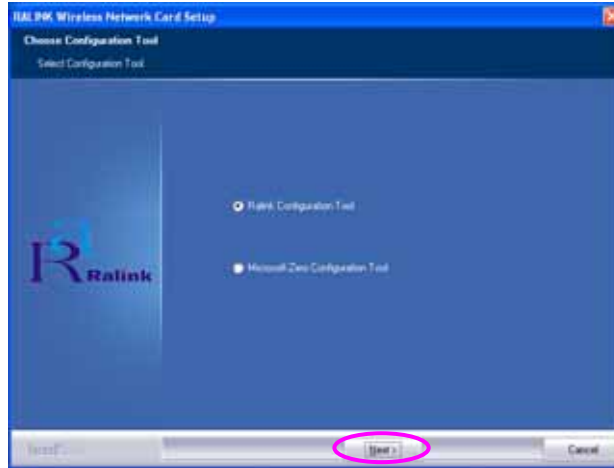 RALINK Wireless Network Card Setup
Choose Configuration Tool
Select Configuration Tool
Ralink Configuration Tool
Microsoft Zero Configuration Tool
Ralink
Next >
Cancel